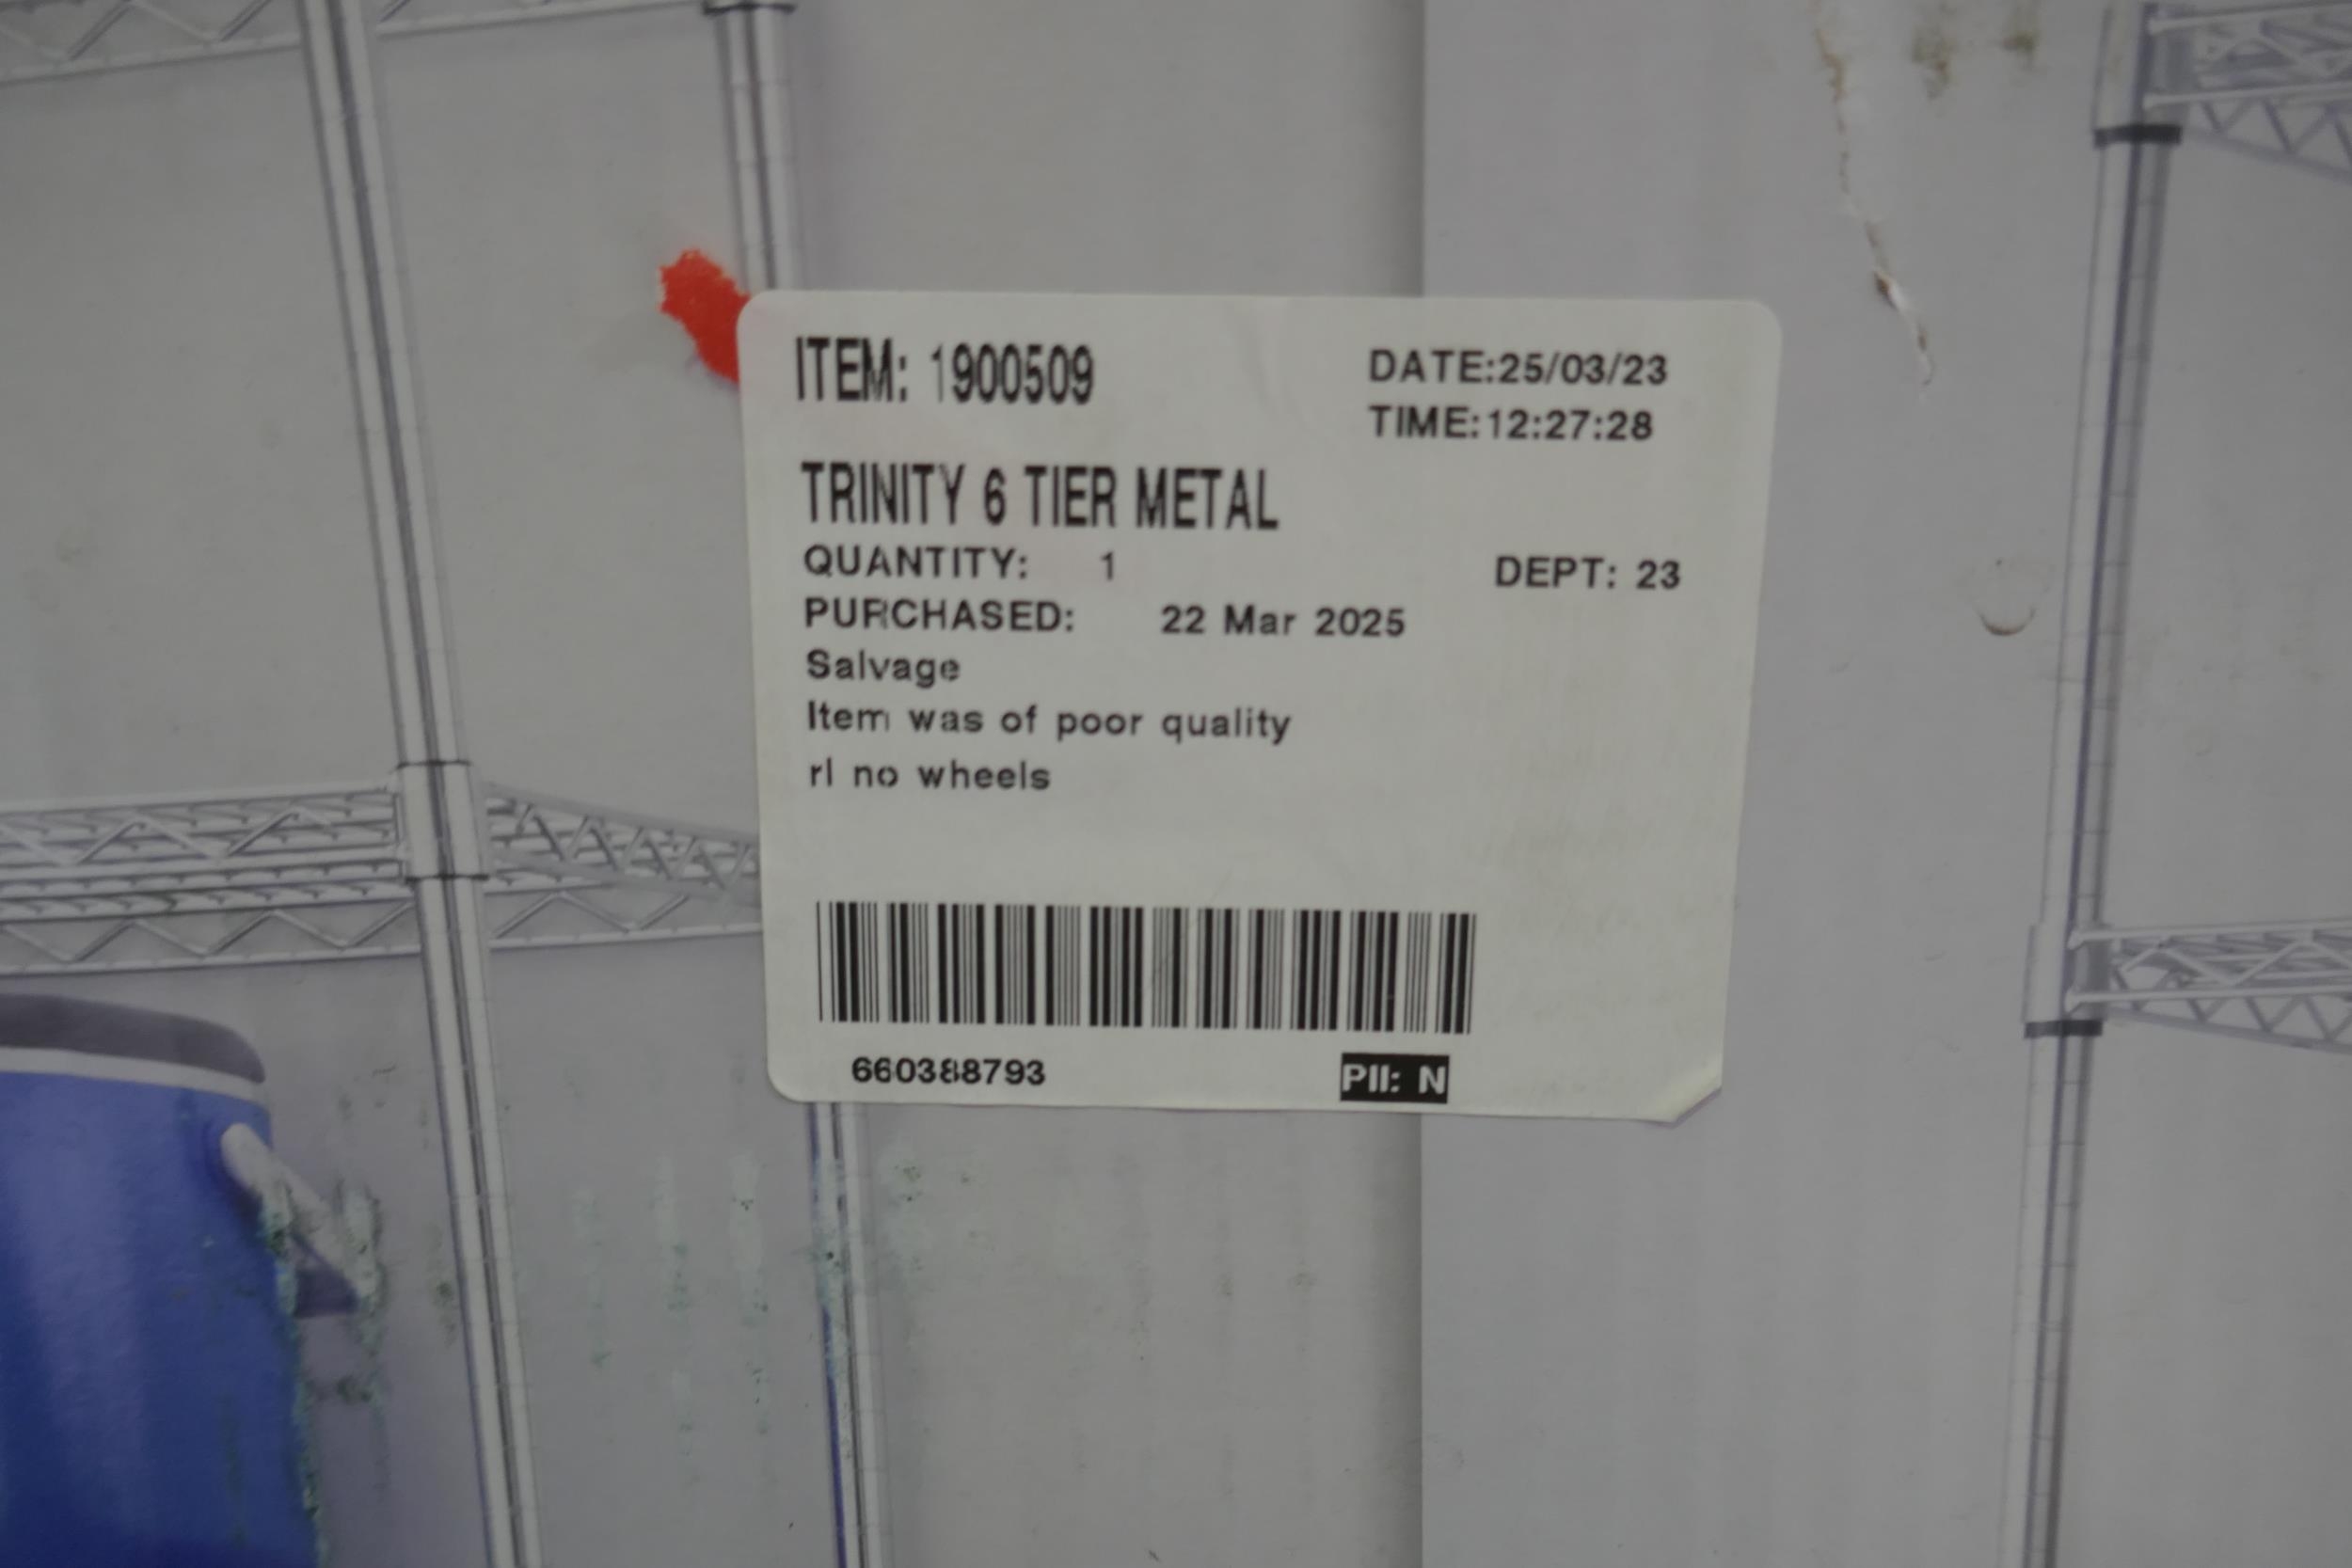 ITEM: 1900509
DATE:25/03/23
TIME:12:27:28
TRINITY 6 TIER METAL
QUANTITY: 1
DEPT: 23
PURCHASED: 22 Mar 2025
Salvage
Item was of poor quality
rl no wheels
660388793
PII: N